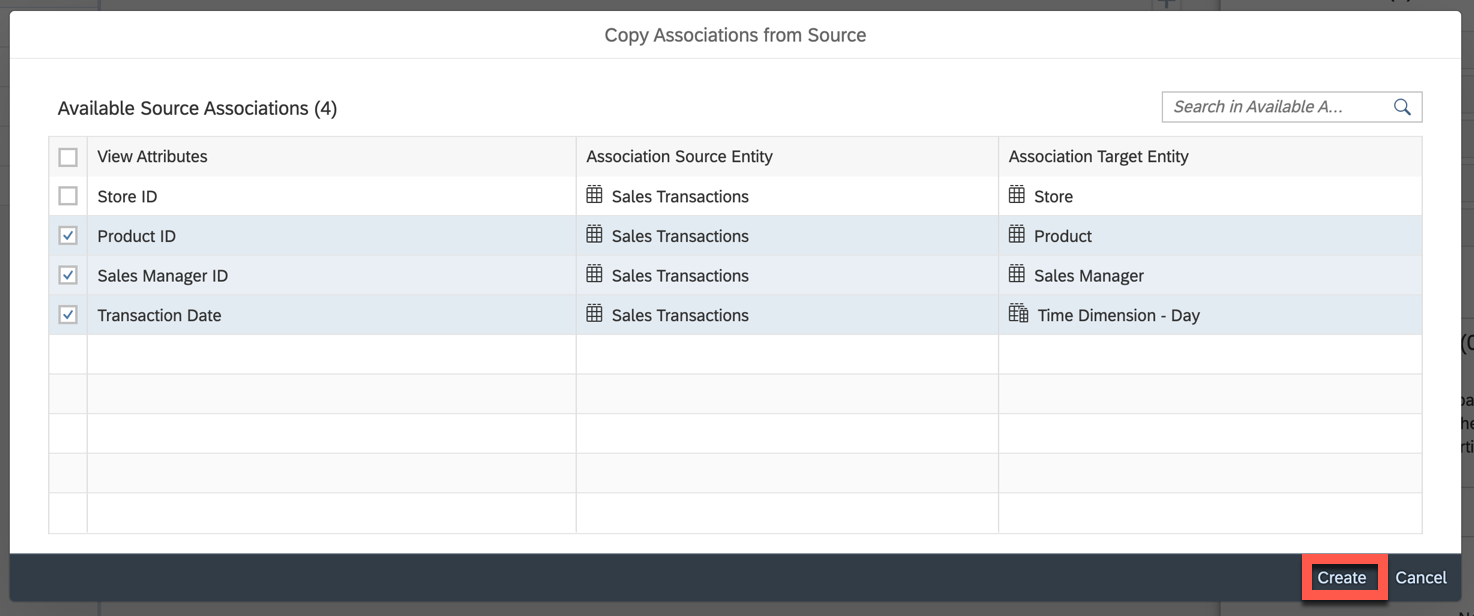 Copy Associations from Source
Available Source Associations (4)
Search in Available A...
View Attributes Association Source Entity Association Target Entity
Store ID Sales Transactions Store
Product ID Sales Transactions Product
Sales Manager ID Sales Transactions Sales Manager
Transaction Date Sales Transactions Time Dimension - Day
Create Cancel